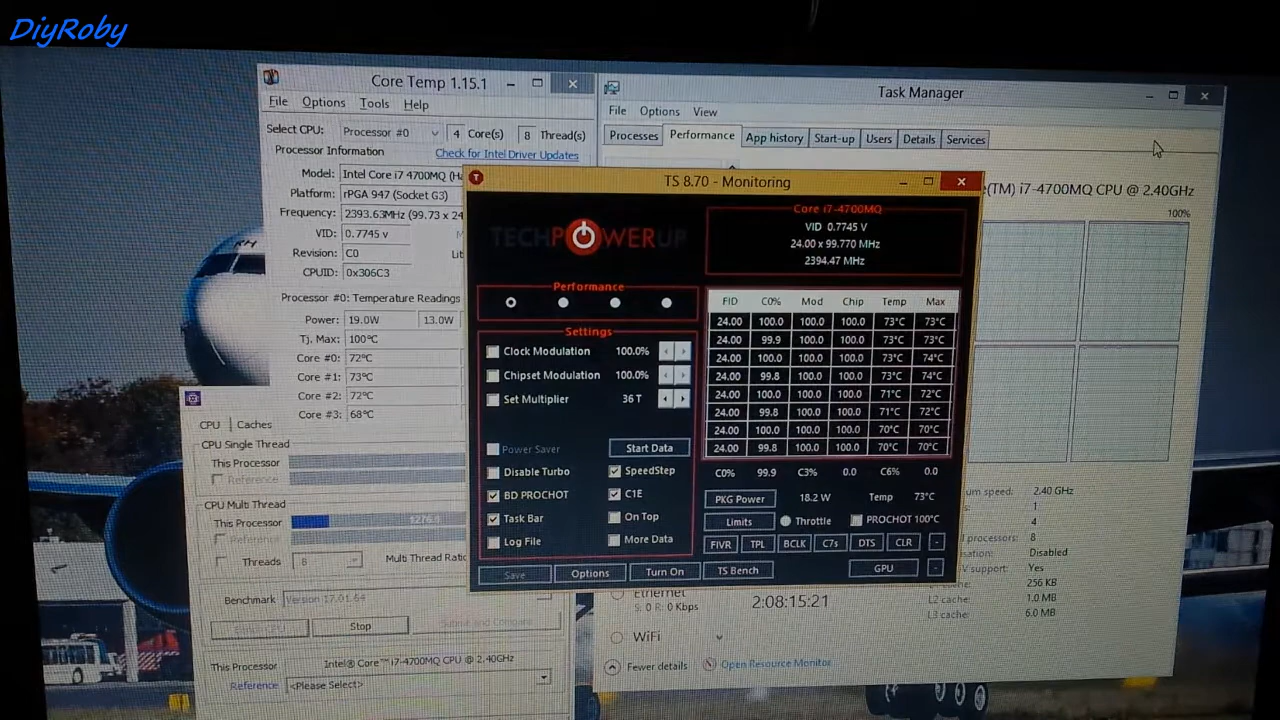 DiyRoby
Core Temp 1.15.1
File Options Tools Help
Select CPU: Processor #0 4 Core(s) 8 Thread(s)
Processor Information
Check for Intel Driver Updates
Model: Intel Core i7 4700MQ (Ha
Platform: rPGA 947 (Socket G3)
Frequency: 2393.63MHz (99.73 x 24
VID: 0.7745 v
Revision: C0
Lit
CPUID: 0x306C3
Processor #0: Temperature Readings
Power: 19.0W 13.0W
Tj. Max: 100°C
Core #0: 72°C
Core #1: 73°C
Core #2: 72°C
Core #3: 68°C
Task Manager
File Options View
Processes Performance App history Start-up Users Details Services
(TM) i7-4700MQ CPU @ 2.40GHz
100%
um speed: 2.40 GHz
1
4
processors: 8
sation: Disabled
V support: Yes
256 KB
L2 cache: 1.0 MB
L3 cache: 6.0 MB
2:08:15:21
Ethernet
S: 0 R: 0 Kbps
WiFi
Fewer details Open Resource Monitor
TS 8.70 - Monitoring
TECHPOWERUP
Core i7-4700MQ
VID 0.7745 V
24.00 x 99.770 MHz
2394.47 MHz
Performance
Settings
Clock Modulation 100.0%
Chipset Modulation 100.0%
Set Multiplier 36 T
Power Saver Start Data
Disable Turbo SpeedStep
BD PROCHOT C1E
Task Bar On Top
Log File More Data
Save Options Turn On TS Bench
FID C0% Mod Chip Temp Max
24.00 100.0 100.0 100.0 73°C 73°C
24.00 99.9 100.0 100.0 73°C 73°C
24.00 100.0 100.0 100.0 73°C 74°C
24.00 99.8 100.0 100.0 73°C 74°C
24.00 100.0 100.0 100.0 71°C 72°C
24.00 99.8 100.0 100.0 71°C 72°C
24.00 100.0 100.0 100.0 70°C 70°C
24.00 99.8 100.0 100.0 70°C 70°C
C0% 99.9 C3% 0.0 C6% 0.0
PKG Power 18.2 W Temp 73°C
Limits Throttle PROCHOT 100°C
FIVR TPL BCLK C7s DTS CLR -
GPU -
CPU Caches
CPU Single Thread
This Processor
Reference
CPU Multi Thread
This Processor
Reference
Threads 8 Multi Thread Ratio
Benchmark Version 17.01.64
Stop
This Processor Intel® Core™ i7-4700MQ CPU @ 2.40GHz
Reference <Please Select>